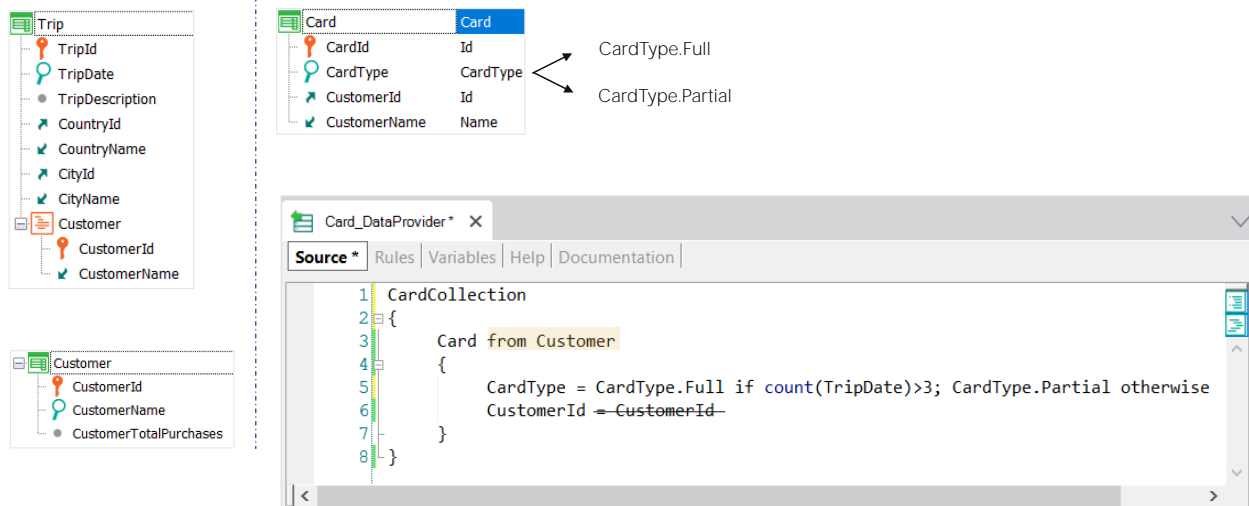 Trip
TripId
TripDate
TripDescription
CountryId
CountryName
CityId
CityName
Customer
CustomerId
CustomerName
Customer
CustomerId
CustomerName
CustomerTotalPurchases
Card Card
CardId Id
CardType CardType
CustomerId Id
CustomerName Name
CardType.Full
CardType.Partial
Card_DataProvider* X
Source * Rules Variables Help Documentation
1 CardCollection
2 {
3 Card from Customer
4 {
5 CardType = CardType.Full if count(TripDate)>3; CardType.Partial otherwise
6 CustomerId = CustomerId
7 }
8 }